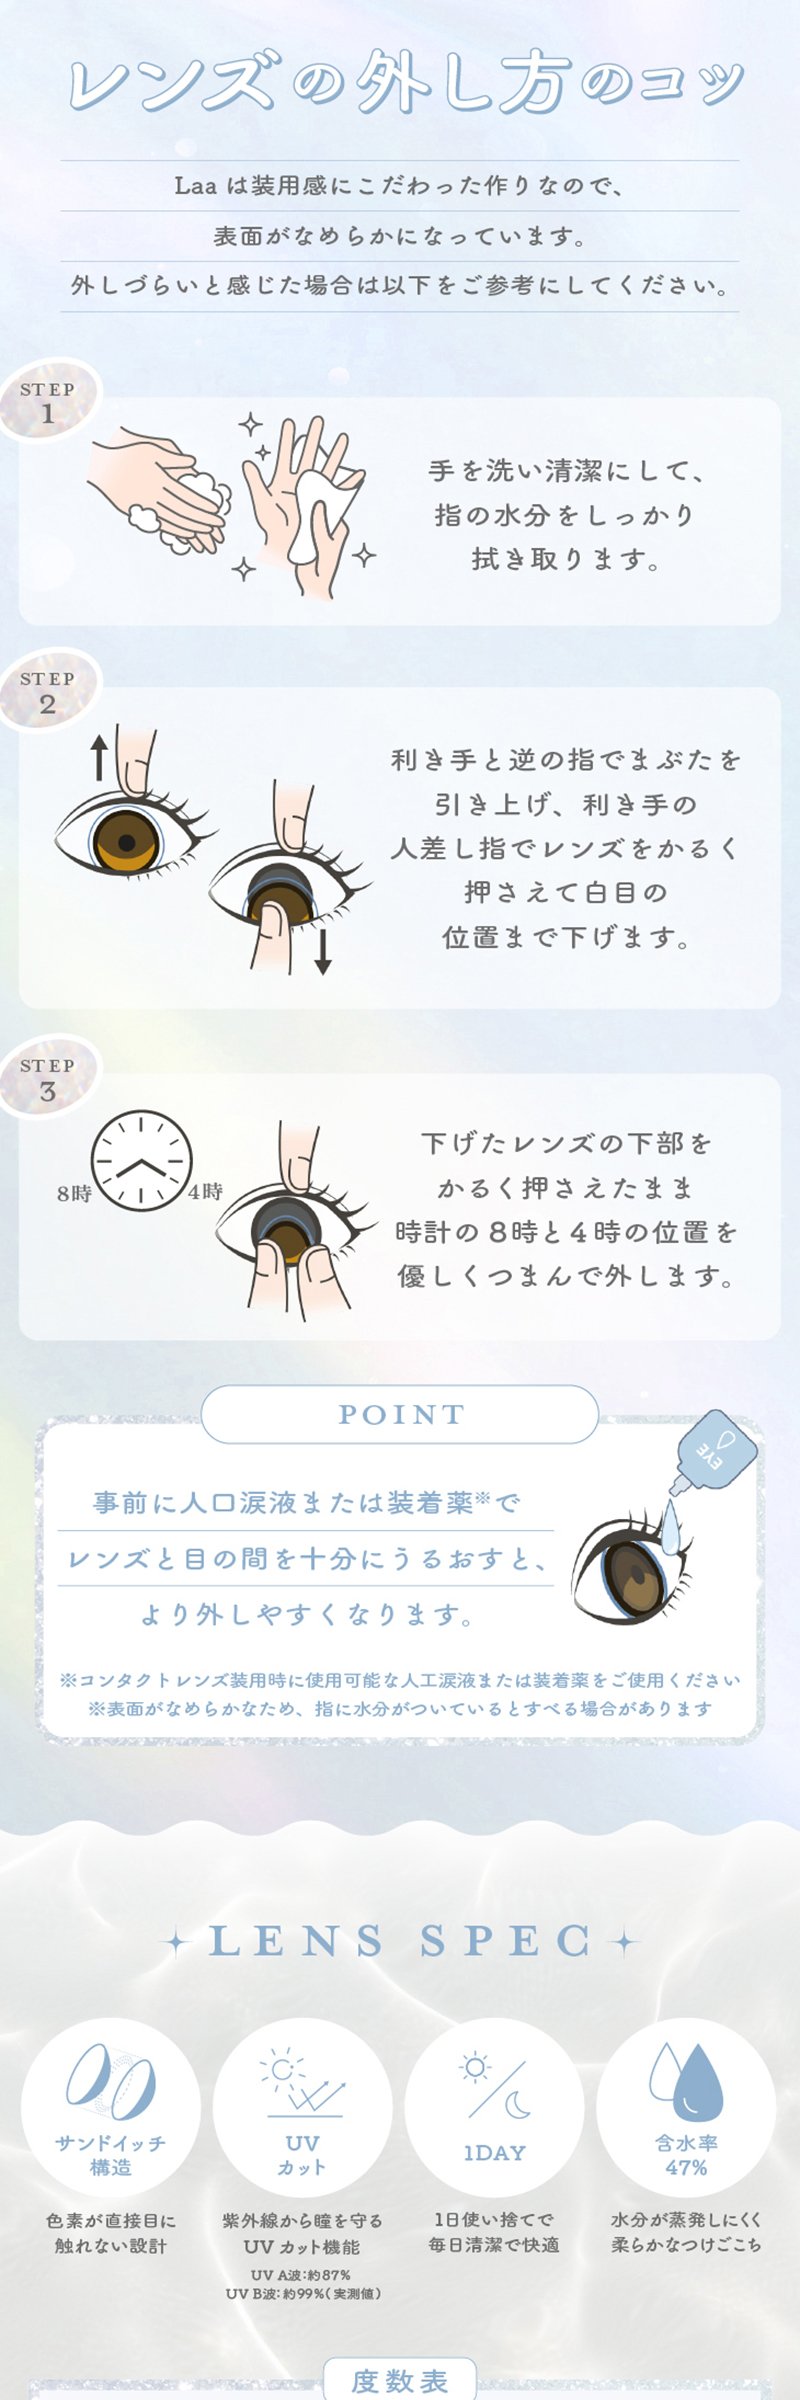 レンズの外し方のコツ
Laa は装用感にこだわった作りなので、
表面がなめらかになっています。
外しづらいと感じた場合は以下をご参考にしてください。
STEP
1
手を洗い清潔にして、
指の水分をしっかり
拭き取ります。
STEP
2
利き手と逆の指でまぶたを
引き上げ、利き手の
人差し指でレンズをかるく
押さえて白目の
位置まで下げます。
STEP
3
8時
4時
下げたレンズの下部を
かるく押さえたまま
時計の8時と4時の位置を
優しくつまんで外します。
POINT
EYE
事前に人口涙液または装着薬※で
レンズと目の間を十分にうるおすと、
より外しやすくなります。
※コンタクトレンズ装用時に使用可能な人工涙液または装着薬をご使用ください
※表面がなめらかなため、指に水分がついているとすべる場合があります
LENS SPEC
サンドイッチ
構造
色素が直接目に
触れない設計
UV
カット
紫外線から瞳を守る
UV カット機能
UV A波:約87%
UV B波:約99%(実測値)
1DAY
1日使い捨てで
毎日清潔で快適
含水率
47%
水分が蒸発しにくく
柔らかなつけごこち
度数表